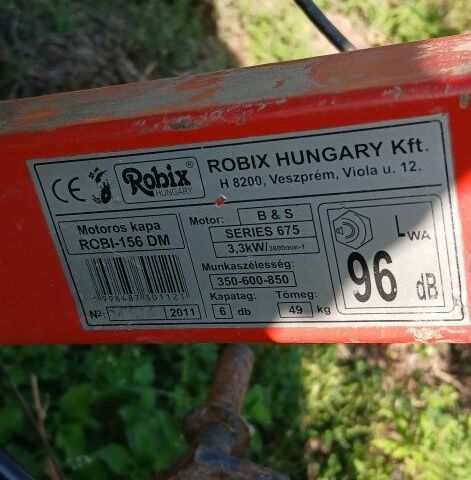 CE
Robix®
HUNGARY
ROBIX HUNGARY Kft.
H 8200, Veszprém, Viola u. 12.
Motoros kapa
RCBI-156 DM
Motor: B & S
SERIES 675
3,3kW/3600min-1
Munkaszélesség:
350-600-850
Kapatag: Tömeg:
6 db 49 kg
Nº: 2011
LWA
96 dB